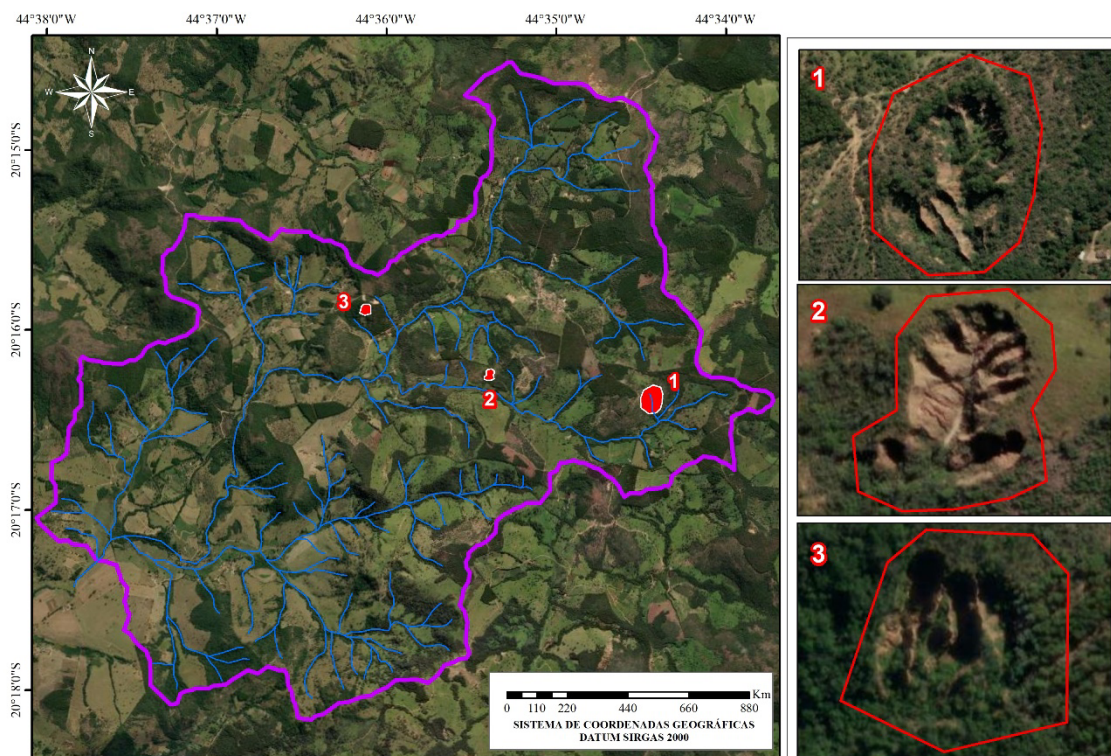 44°38'0"W 44°37'0"W 44°36'0"W 44°35'0"W 44°34'0"W
N
W E
S
20°15'0"S
20°16'0"S
20°17'0"S
20°18'0"S
3
2
1
0 110 220 440 660 880 Km
SISTEMA DE COORDENADAS GEOGRÁFICAS
DATUM SIRGAS 2000
1
2
3